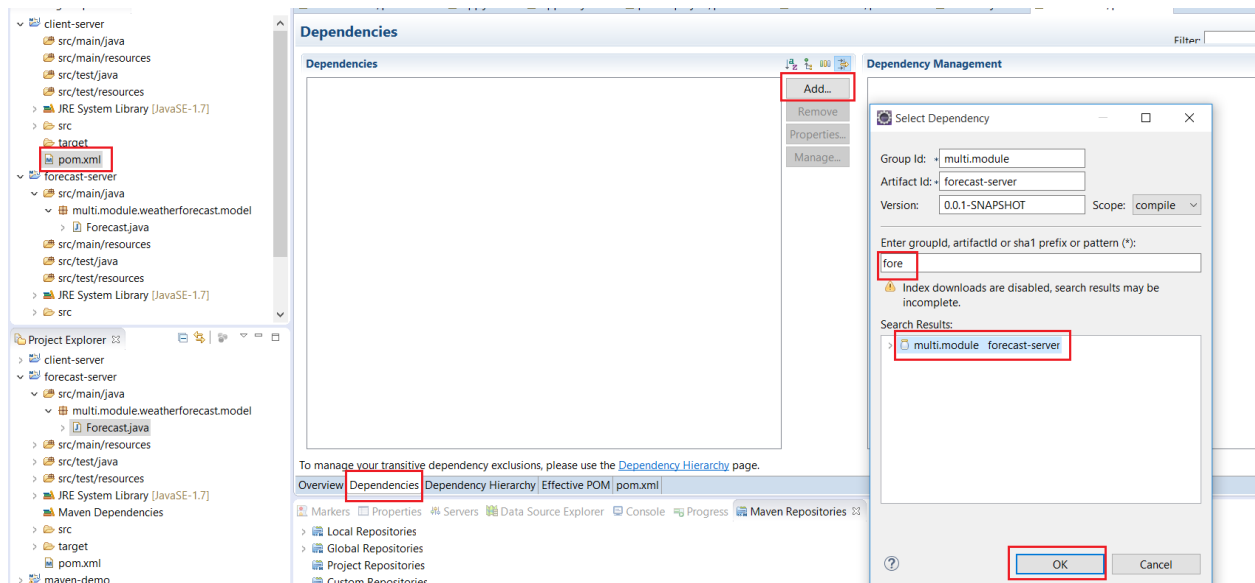 client-server
src/main/java
src/main/resources
src/test/java
src/test/resources
JRE System Library [JavaSE-1.7]
src
target
pom.xml
forecast-server
src/main/java
multi.module.weatherforecast.model
Forecast.java
src/main/resources
src/test/java
src/test/resources
JRE System Library [JavaSE-1.7]
src
Project Explorer
client-server
forecast-server
src/main/java
multi.module.weatherforecast.model
Forecast.java
src/main/resources
src/test/java
src/test/resources
JRE System Library [JavaSE-1.7]
Maven Dependencies
src
target
pom.xml
maven-demo
Dependencies
Filter:
Dependencies
Add...
Remove
Properties...
Manage...
To manage your transitive dependency exclusions, please use the Dependency Hierarchy page.
Overview Dependencies Dependency Hierarchy Effective POM pom.xml
Markers Properties Servers Data Source Explorer Console Progress Maven Repositories
Local Repositories
Global Repositories
Project Repositories
Custom Repositories
Dependency Management
Select Dependency
Group Id: * multi.module
Artifact Id: * forecast-server
Version: 0.0.1-SNAPSHOT Scope: compile
Enter groupId, artifactId or sha1 prefix or pattern (*):
fore
Index downloads are disabled, search results may be
incomplete.
Search Results:
multi.module forecast-server
OK Cancel